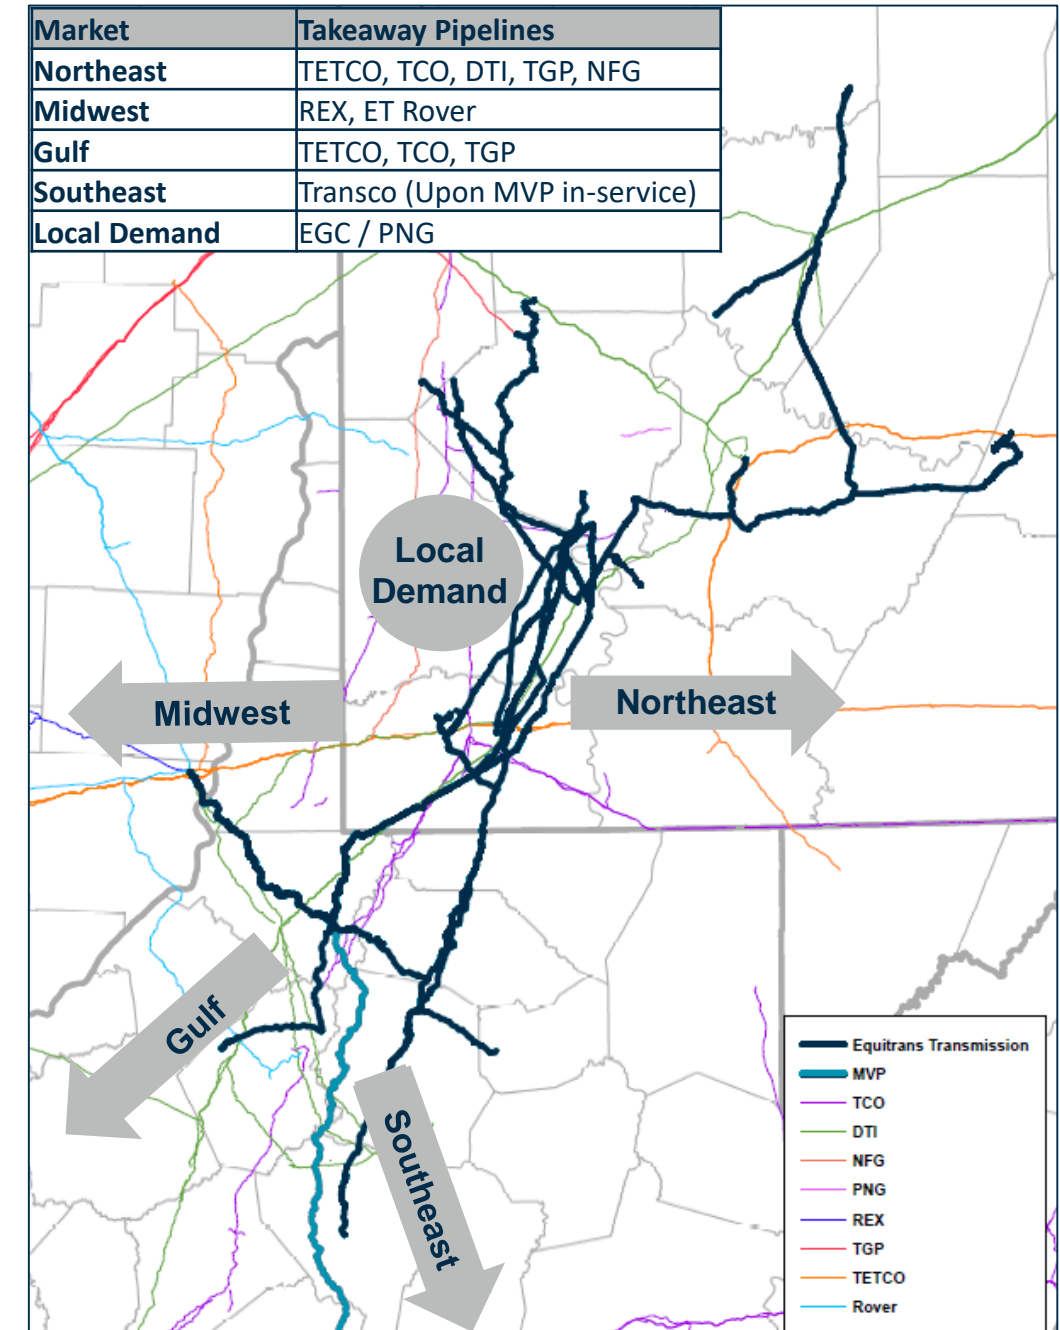 Market Takeaway Pipelines
Northeast TETCO, TCO, DTI, TGP, NFG
Midwest REX, ET Rover
Gulf TETCO, TCO, TGP
Southeast Transco (Upon MVP in-service)
Local Demand EGC / PNG
Local
Demand
Midwest
Northeast
Gulf
Southeast
Equitrans Transmission
MVP
TCO
DTI
NFG
PNG
REX
TGP
TETCO
Rover